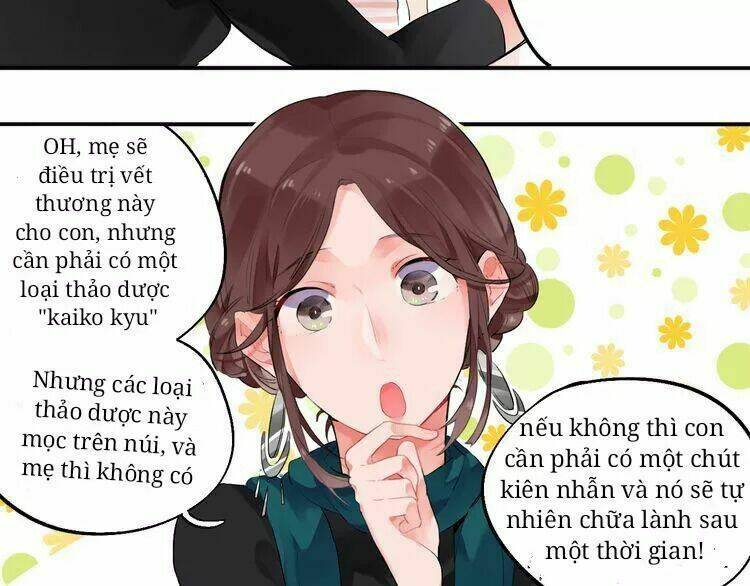 OH, mẹ sẽ
điều trị vết
thương này
cho con, nhưng
cần phải có một
loại thảo dược
"kaiko kyu"
Nhưng các loại
thảo dược này
mọc trên núi, và
mẹ thì không có
nếu không thì con
cần phải có một chút
kiên nhẫn và nó sẽ tự
nhiên chữa lành sau
một thời gian!